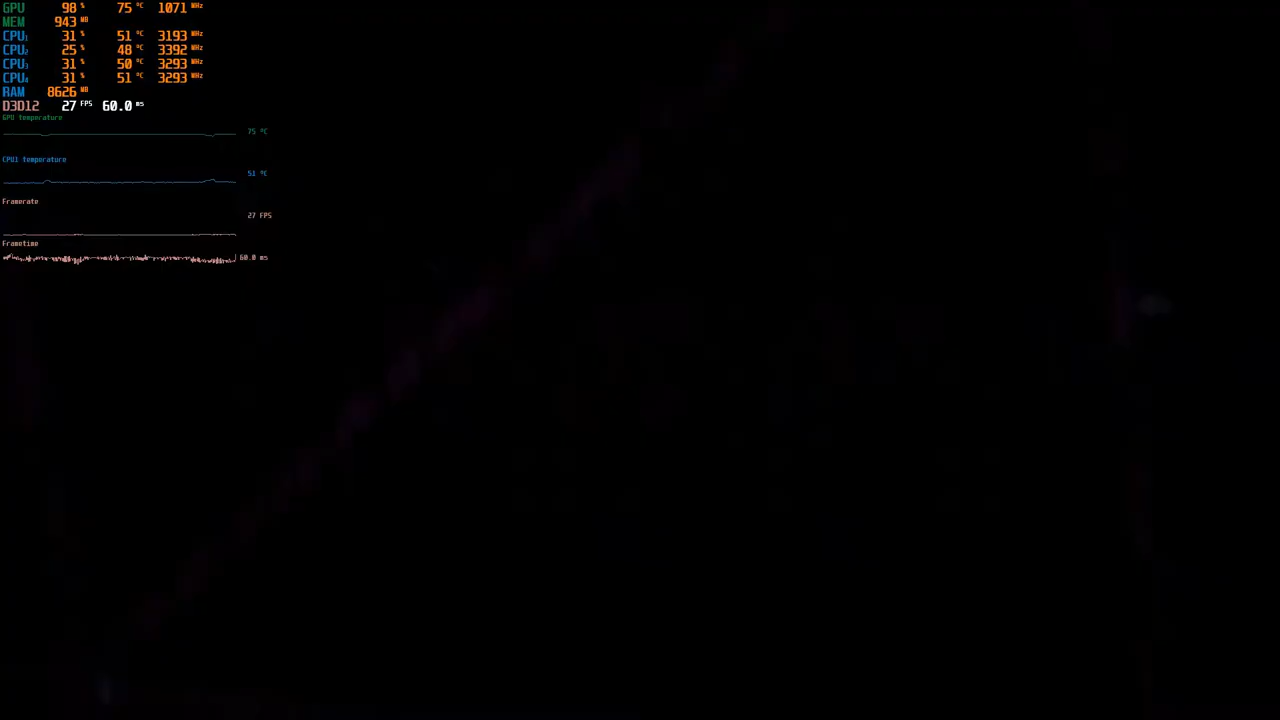 GPU 98 % 75 °C 1071 MHz
MEM 943 MB
CPU1 31 % 51 °C 3193 MHz
CPU2 25 % 48 °C 3392 MHz
CPU3 31 % 50 °C 3293 MHz
CPU4 31 % 51 °C 3293 MHz
RAM 8626 MB
D3D12 27 FPS 60.0 ms
GPU temperature
75 °C
CPU1 temperature
51 °C
Framerate
27 FPS
Frametime
60.0 ms